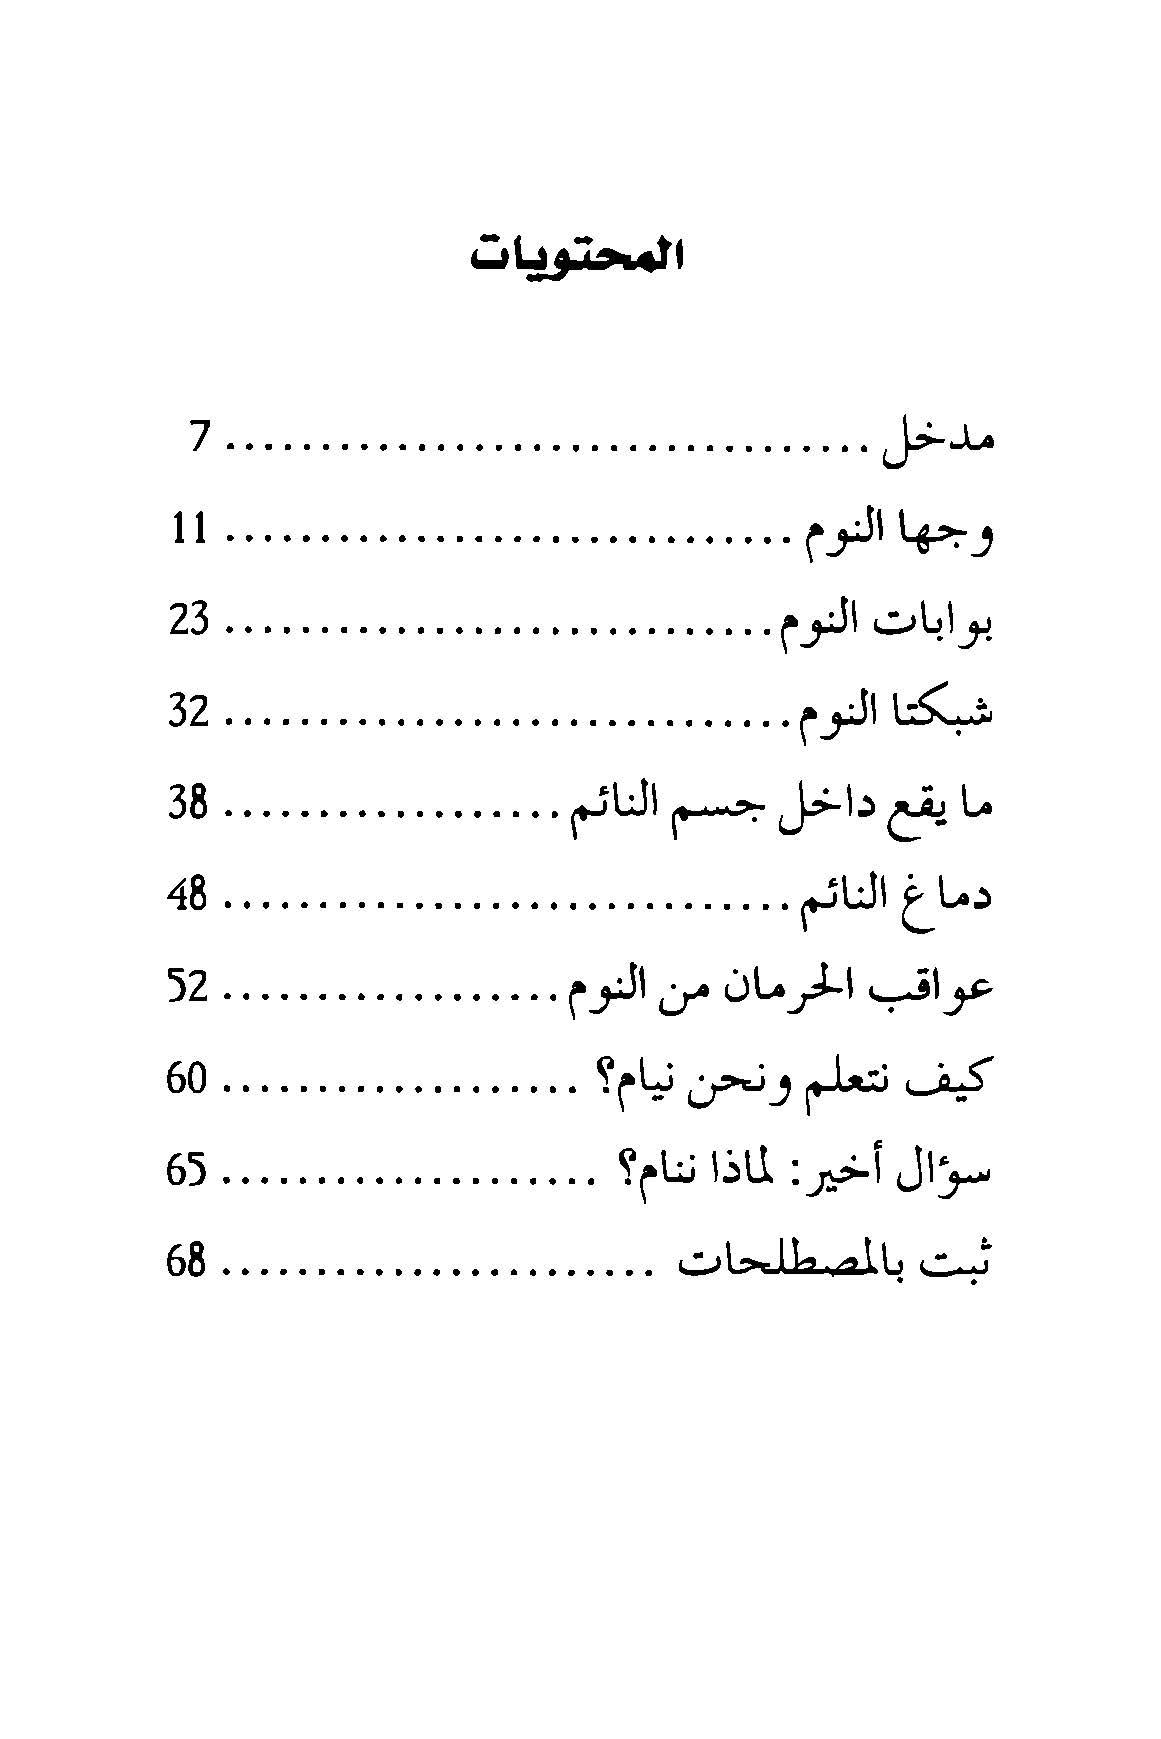 المحتويات
مدخل .................................. 7
وجها النوم .............................. 11
بوابات النوم ............................. 23
شبكتا النوم .............................. 32
ما يقع داخل جسم النائم .................. 38
دماغ النائم .............................. 48
عواقب الحرمان من النوم .................. 52
كيف نتعلم ونحن نيام؟ ................... 60
سؤال أخير: لماذا ننام؟ .................... 65
ثبت بالمصطلحات ....................... 68